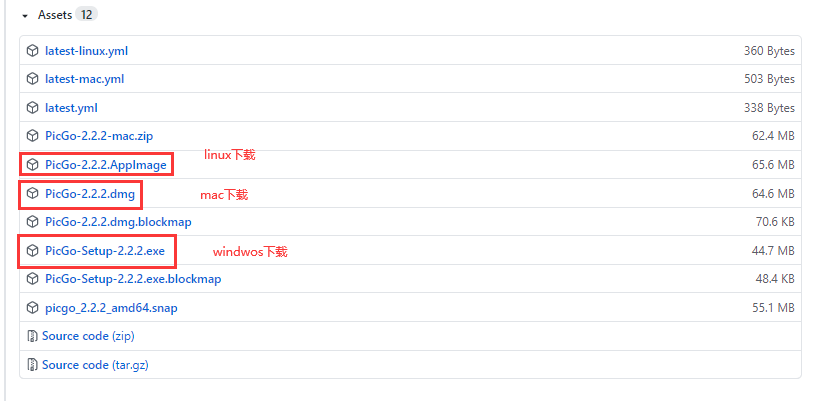 Assets 12
latest-linux.yml 360 Bytes
latest-mac.yml 503 Bytes
latest.yml 338 Bytes
PicGo-2.2.2-mac.zip 62.4 MB
linux下载
PicGo-2.2.2.AppImage 65.6 MB
PicGo-2.2.2.dmg mac下载 64.6 MB
PicGo-2.2.2.dmg.blockmap 70.6 KB
PicGo-Setup-2.2.2.exe windwos下载 44.7 MB
PicGo-Setup-2.2.2.exe.blockmap 48.4 KB
picgo_2.2.2_amd64.snap 55.1 MB
Source code (zip)
Source code (tar.gz)